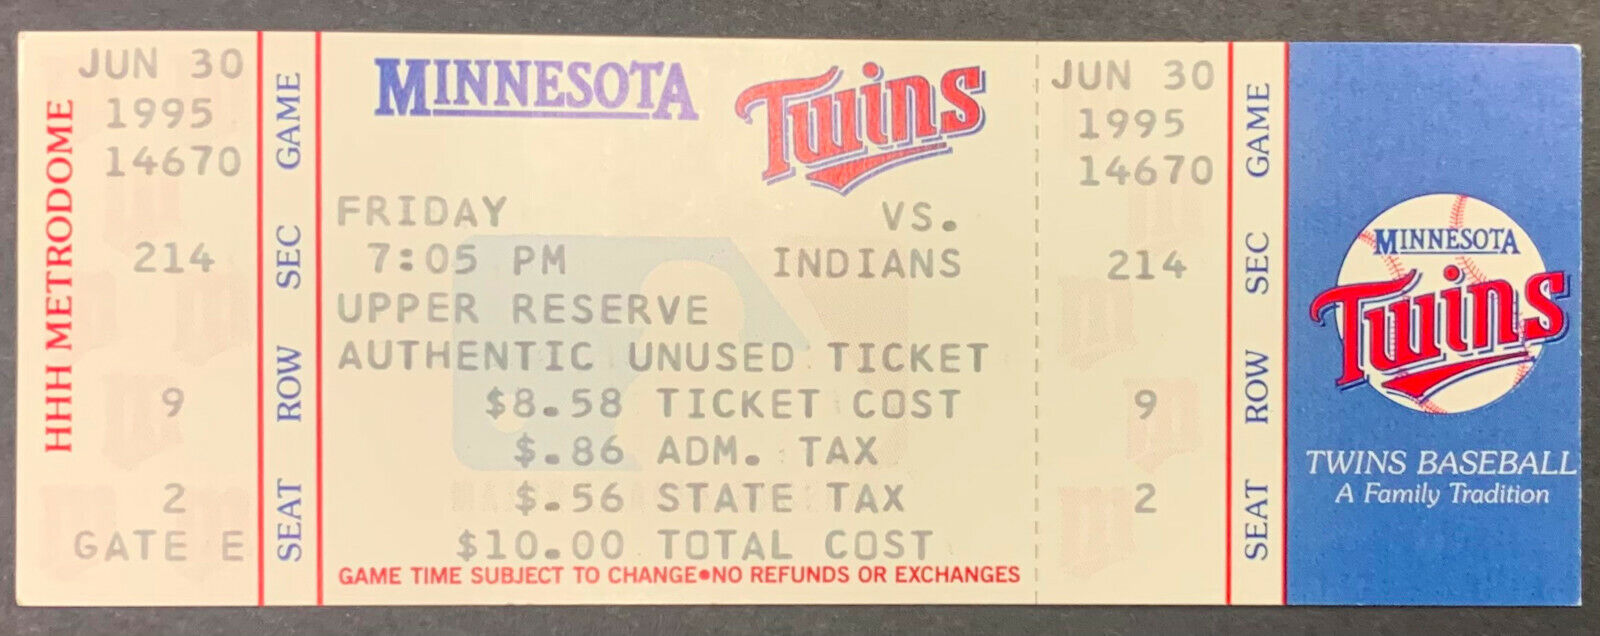 HHH METRODOME
JUN 30
1995
14670
214
9
2
GATE E
GAME
SEC
ROW
SEAT
MINNESOTA Twins
FRIDAY VS.
7:05 PM INDIANS
UPPER RESERVE
AUTHENTIC UNUSED TICKET
$8.58 TICKET COST
$.86 ADM. TAX
$.56 STATE TAX
$10.00 TOTAL COST
GAME TIME SUBJECT TO CHANGE•NO REFUNDS OR EXCHANGES
JUN 30
1995
14670
214
9
2
GAME
SEC
ROW
SEAT
MINNESOTA
Twins
TWINS BASEBALL
A Family Tradition